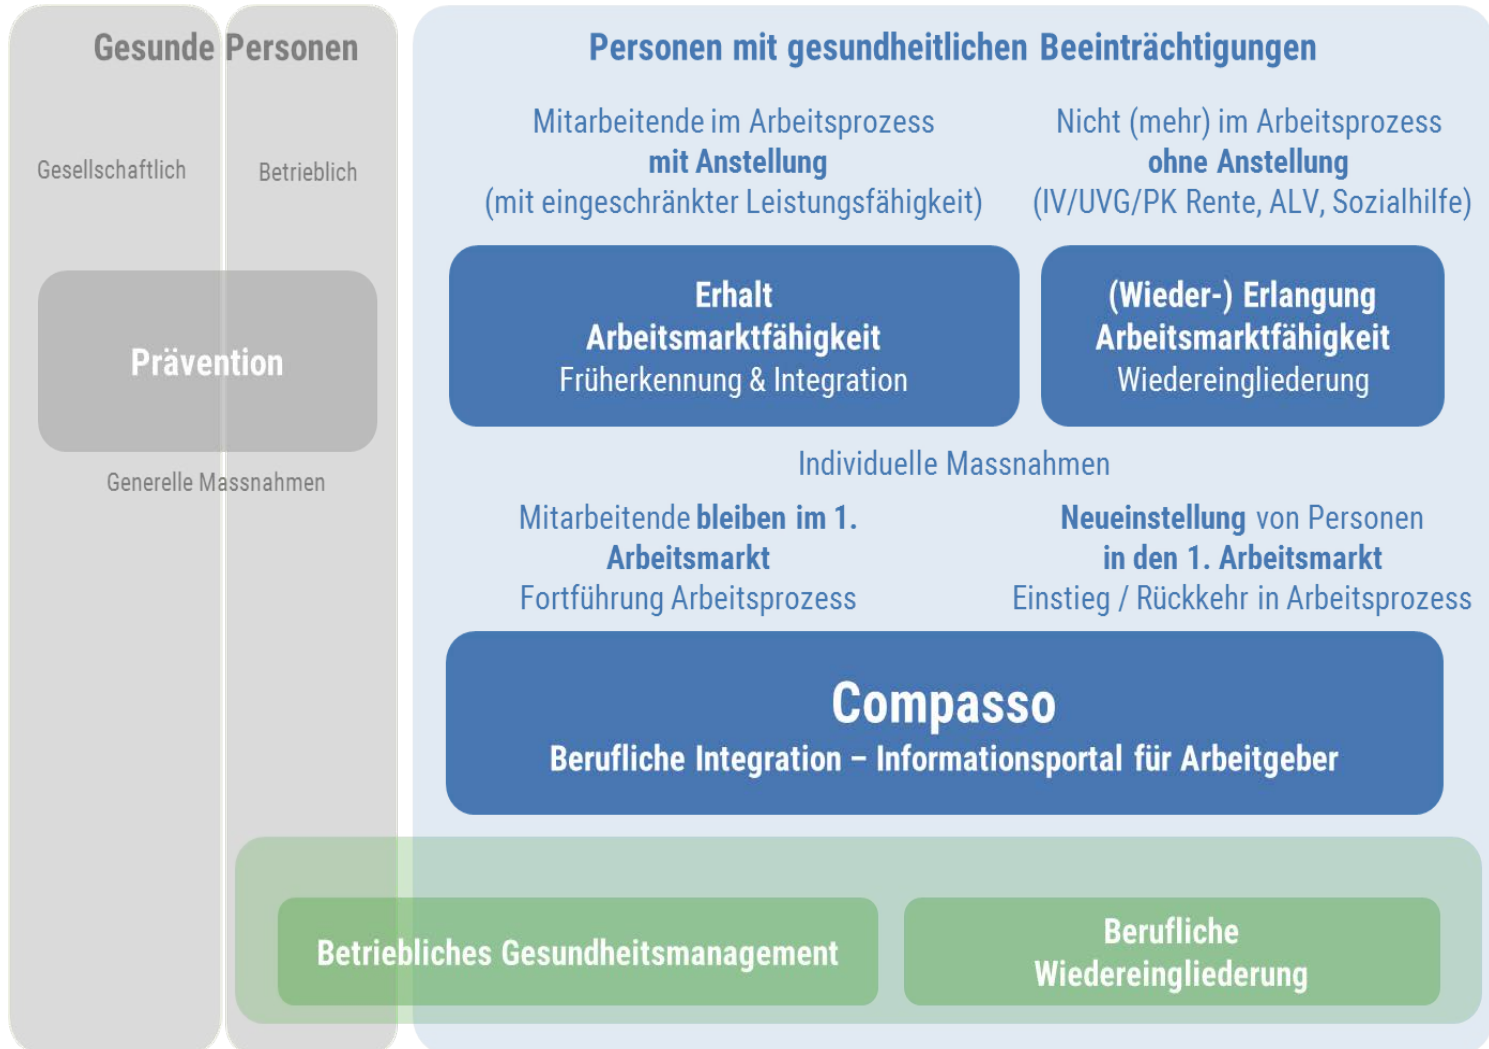 Gesunde Personen
Gesellschaftlich
Betrieblich
Prävention
Generelle Massnahmen
Personen mit gesundheitlichen Beeinträchtigungen
Mitarbeitende im Arbeitsprozess
mit Anstellung
(mit eingeschränkter Leistungsfähigkeit)
Nicht (mehr) im Arbeitsprozess
ohne Anstellung
(IV/UVG/PK Rente, ALV, Sozialhilfe)
Erhalt
Arbeitsmarktfähigkeit
Früherkennung & Integration
(Wieder-) Erlangung
Arbeitsmarktfähigkeit
Wiedereingliederung
Individuelle Massnahmen
Mitarbeitende bleiben im 1.
Arbeitsmarkt
Fortführung Arbeitsprozess
Neueinstellung von Personen
in den 1. Arbeitsmarkt
Einstieg / Rückkehr in Arbeitsprozess
Compasso
Berufliche Integration – Informationsportal für Arbeitgeber
Betriebliches Gesundheitsmanagement
Berufliche
Wiedereingliederung